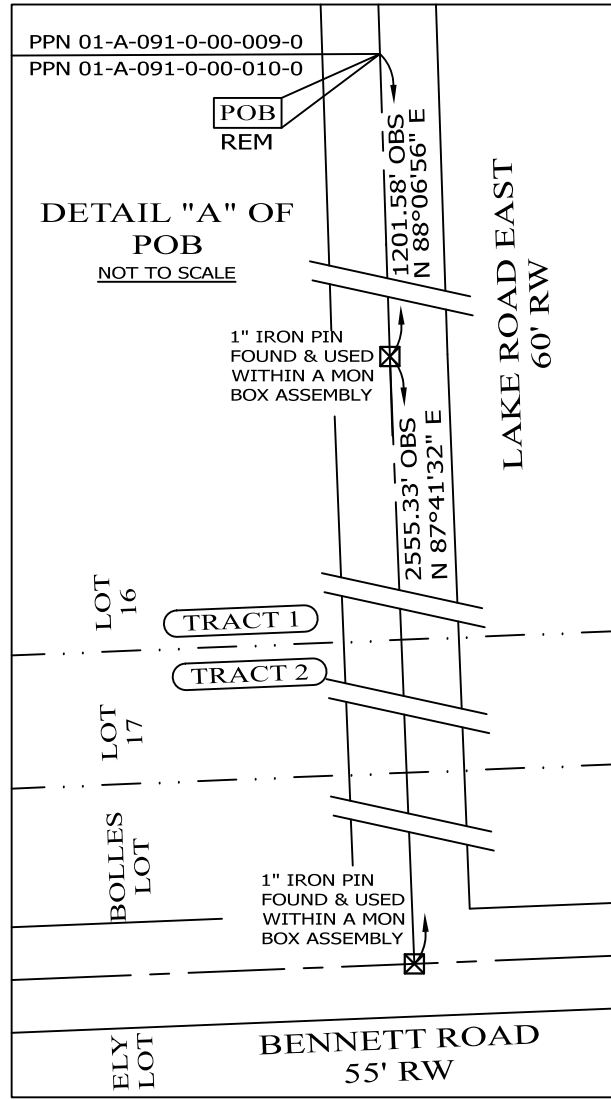 PPN 01-A-091-0-00-009-0
PPN 01-A-091-0-00-010-0
POB
REM
1201.58' OBS
N 88°06'56" E
DETAIL "A" OF
POB
NOT TO SCALE
LAKE ROAD EAST
60' RW
1" IRON PIN
FOUND & USED
WITHIN A MON
BOX ASSEMBLY
2555.33' OBS
N 87°41'32" E
LOT
16
TRACT 1
TRACT 2
LOT
17
BOLLES
LOT
1" IRON PIN
FOUND & USED
WITHIN A MON
BOX ASSEMBLY
ELY
LOT
BENNETT ROAD
55' RW